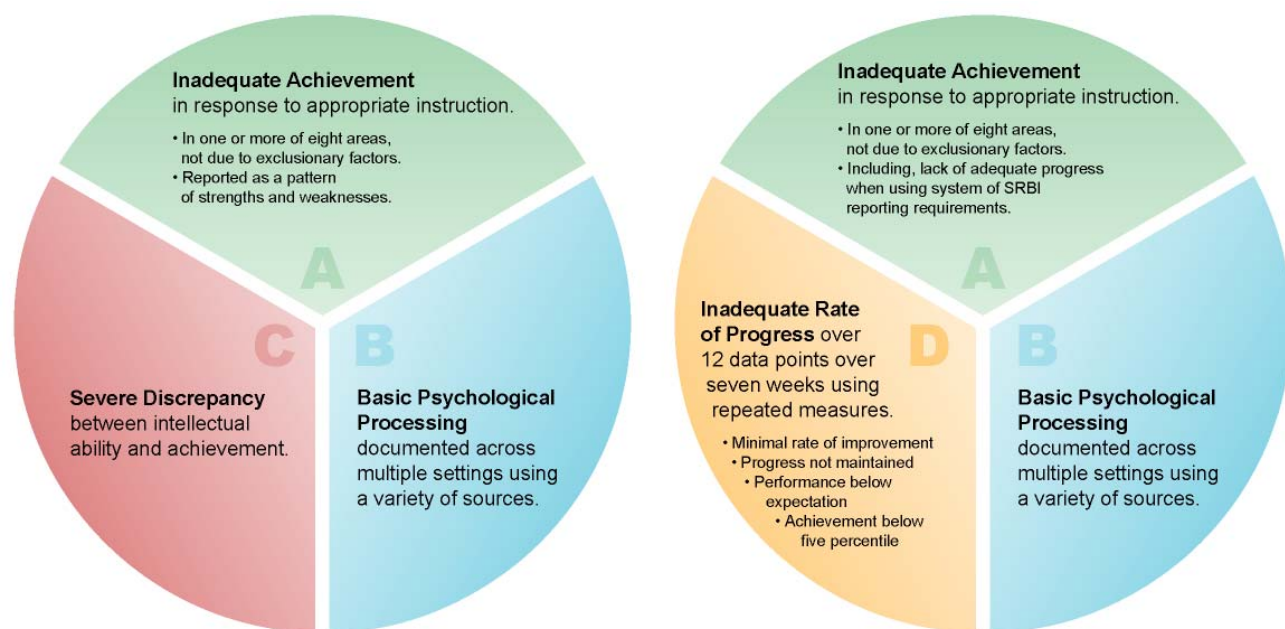 Inadequate Achievement
in response to appropriate instruction.
• In one or more of eight areas,
not due to exclusionary factors.
• Reported as a pattern
of strengths and weaknesses.
A
C
B
Severe Discrepancy
between intellectual
ability and achievement.
Basic Psychological
Processing
documented across
multiple settings using
a variety of sources.
Inadequate Achievement
in response to appropriate instruction.
• In one or more of eight areas,
not due to exclusionary factors.
• Including, lack of adequate progress
when using system of SRBI
reporting requirements.
A
D
B
Inadequate Rate
of Progress over
12 data points over
seven weeks using
repeated measures.
• Minimal rate of improvement
• Progress not maintained
• Performance below
expectation
• Achievement below
five percentile
Basic Psychological
Processing
documented across
multiple settings using
a variety of sources.